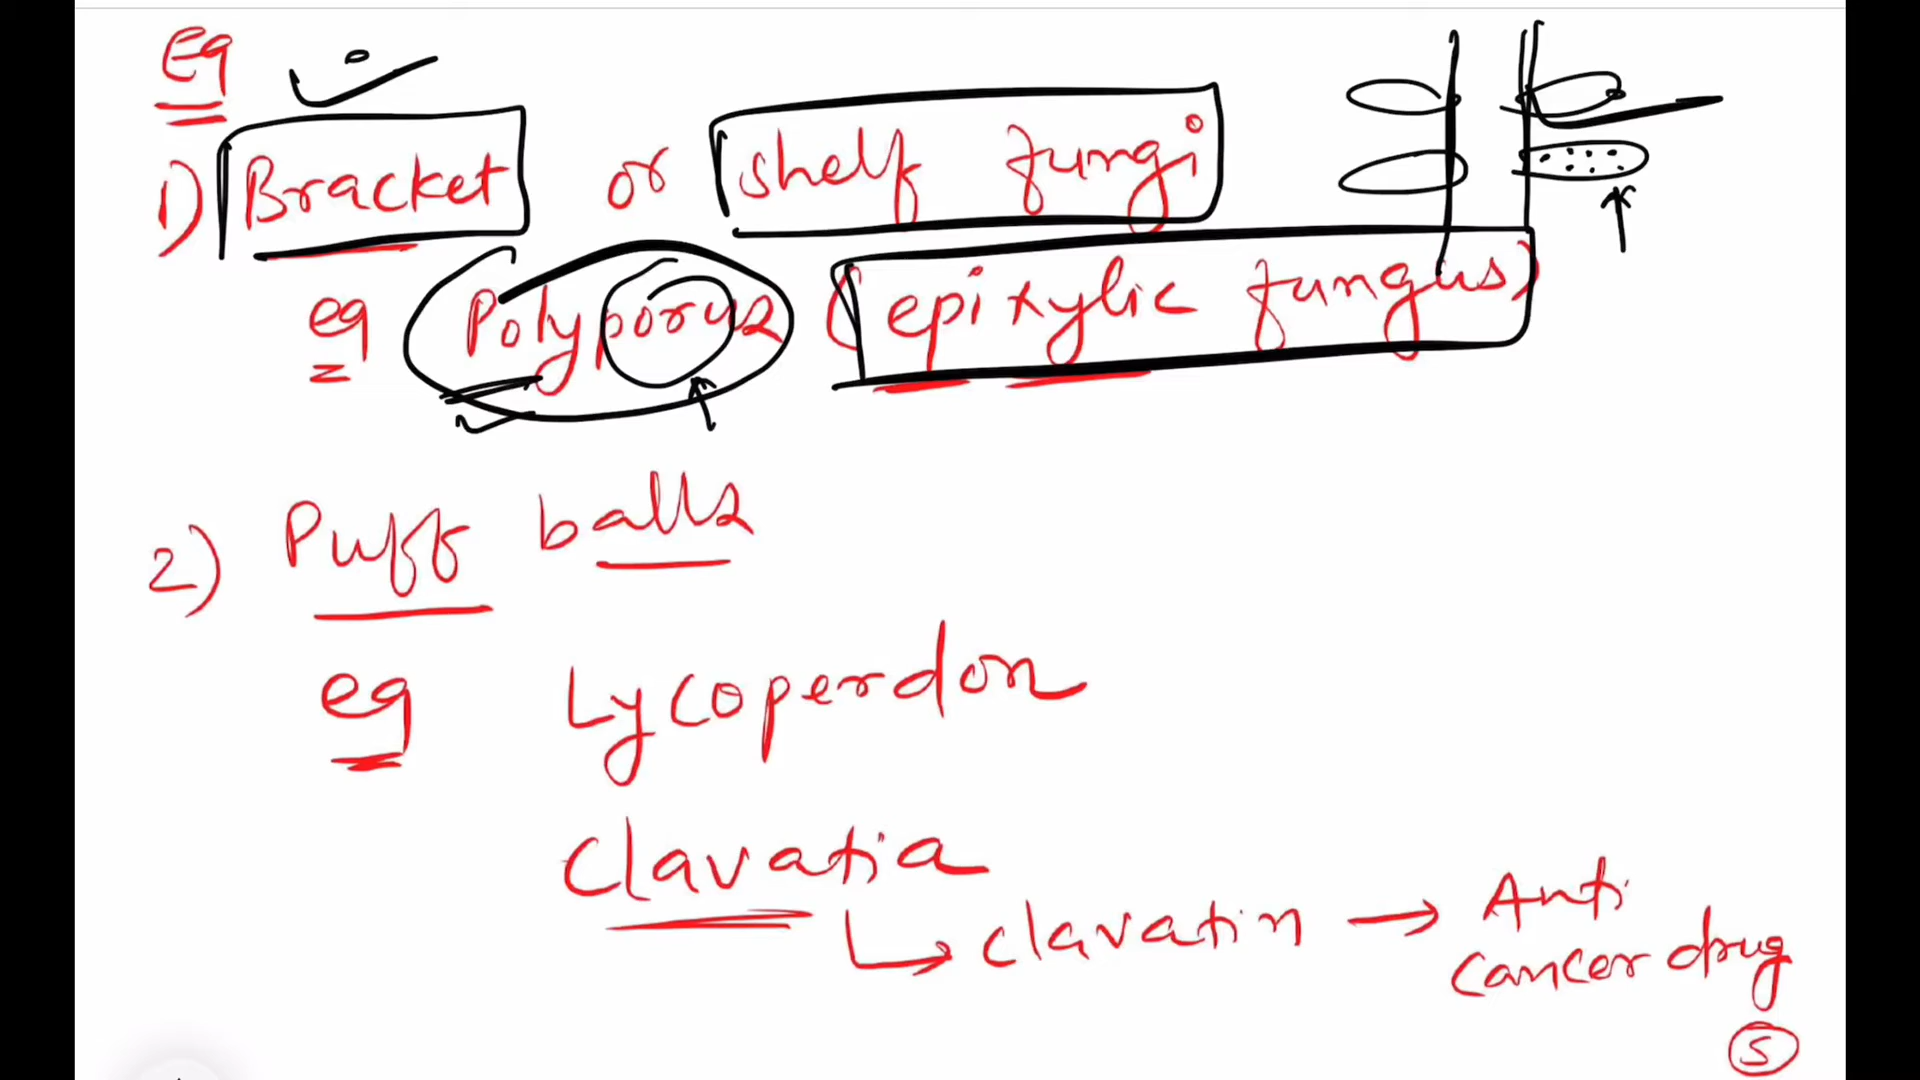 Eg
1) Bracket or shelf fungi
eg Polyporus (epixylic fungus)
2) Puff balls
eg Lycoperdon
Clavatia
↳ clavatin → Anti
cancer drug
5